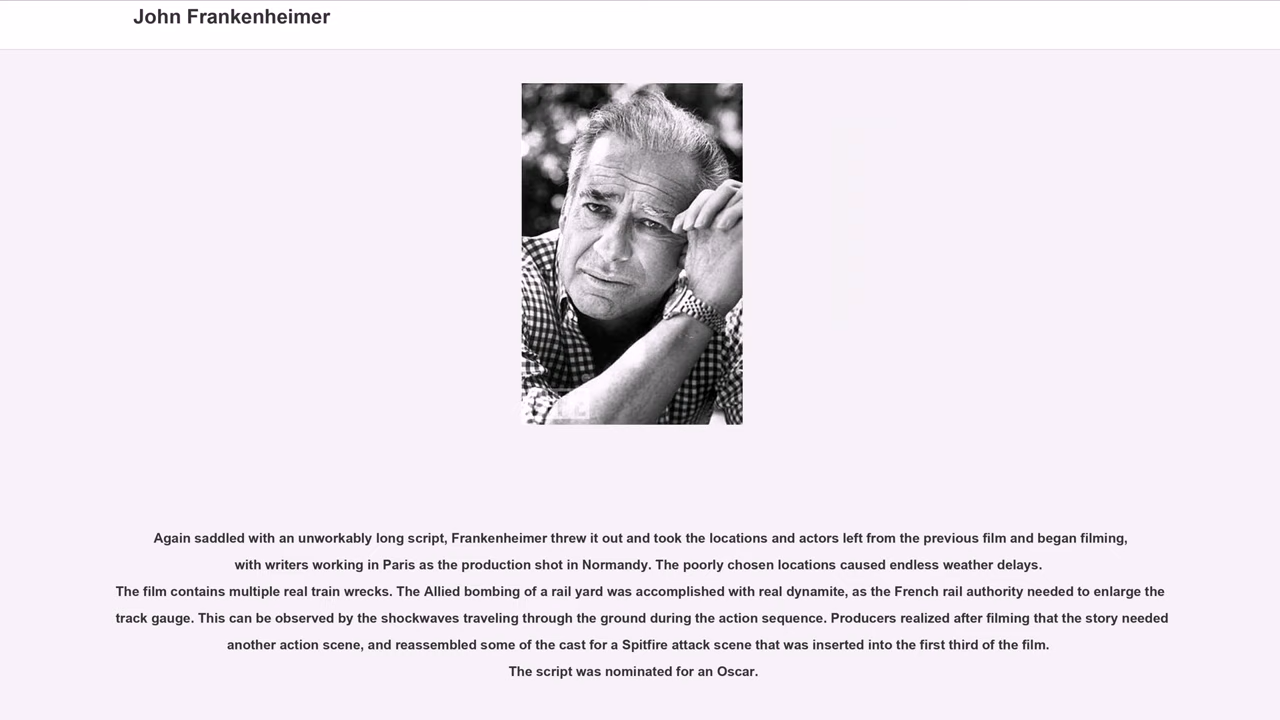 John Frankenheimer
Again saddled with an unworkably long script, Frankenheimer threw it out and took the locations and actors left from the previous film and began filming,
with writers working in Paris as the production shot in Normandy. The poorly chosen locations caused endless weather delays.
The film contains multiple real train wrecks. The Allied bombing of a rail yard was accomplished with real dynamite, as the French rail authority needed to enlarge the
track gauge. This can be observed by the shockwaves traveling through the ground during the action sequence. Producers realized after filming that the story needed
another action scene, and reassembled some of the cast for a Spitfire attack scene that was inserted into the first third of the film.
The script was nominated for an Oscar.